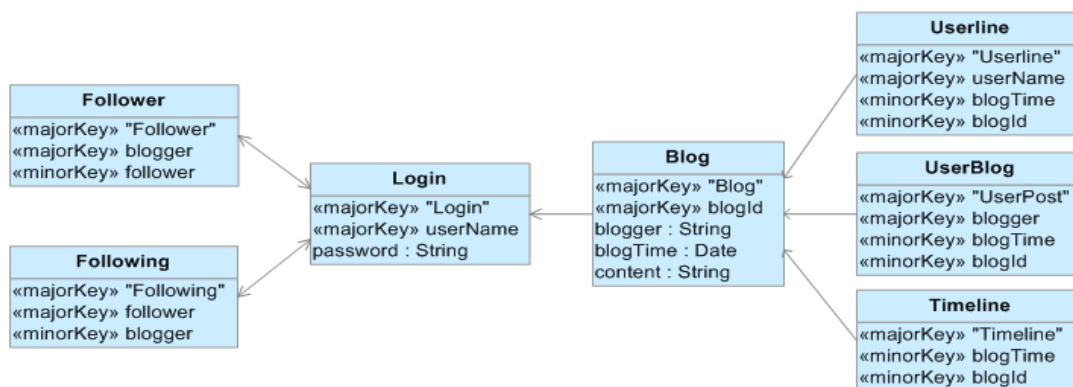 Follower
«majorKey» "Follower"
«majorKey» blogger
«minorKey» follower
Following
«majorKey» "Following"
«majorKey» follower
«minorKey» blogger
Login
«majorKey» "Login"
«majorKey» userName
password : String
Blog
«majorKey» "Blog"
«majorKey» blogId
blogger : String
blogTime : Date
content : String
Userline
«majorKey» "Userline"
«majorKey» userName
«minorKey» blogTime
«minorKey» blogId
UserBlog
«majorKey» "UserPost"
«majorKey» blogger
«minorKey» blogTime
«minorKey» blogId
Timeline
«majorKey» "Timeline"
«minorKey» blogTime
«minorKey» blogId